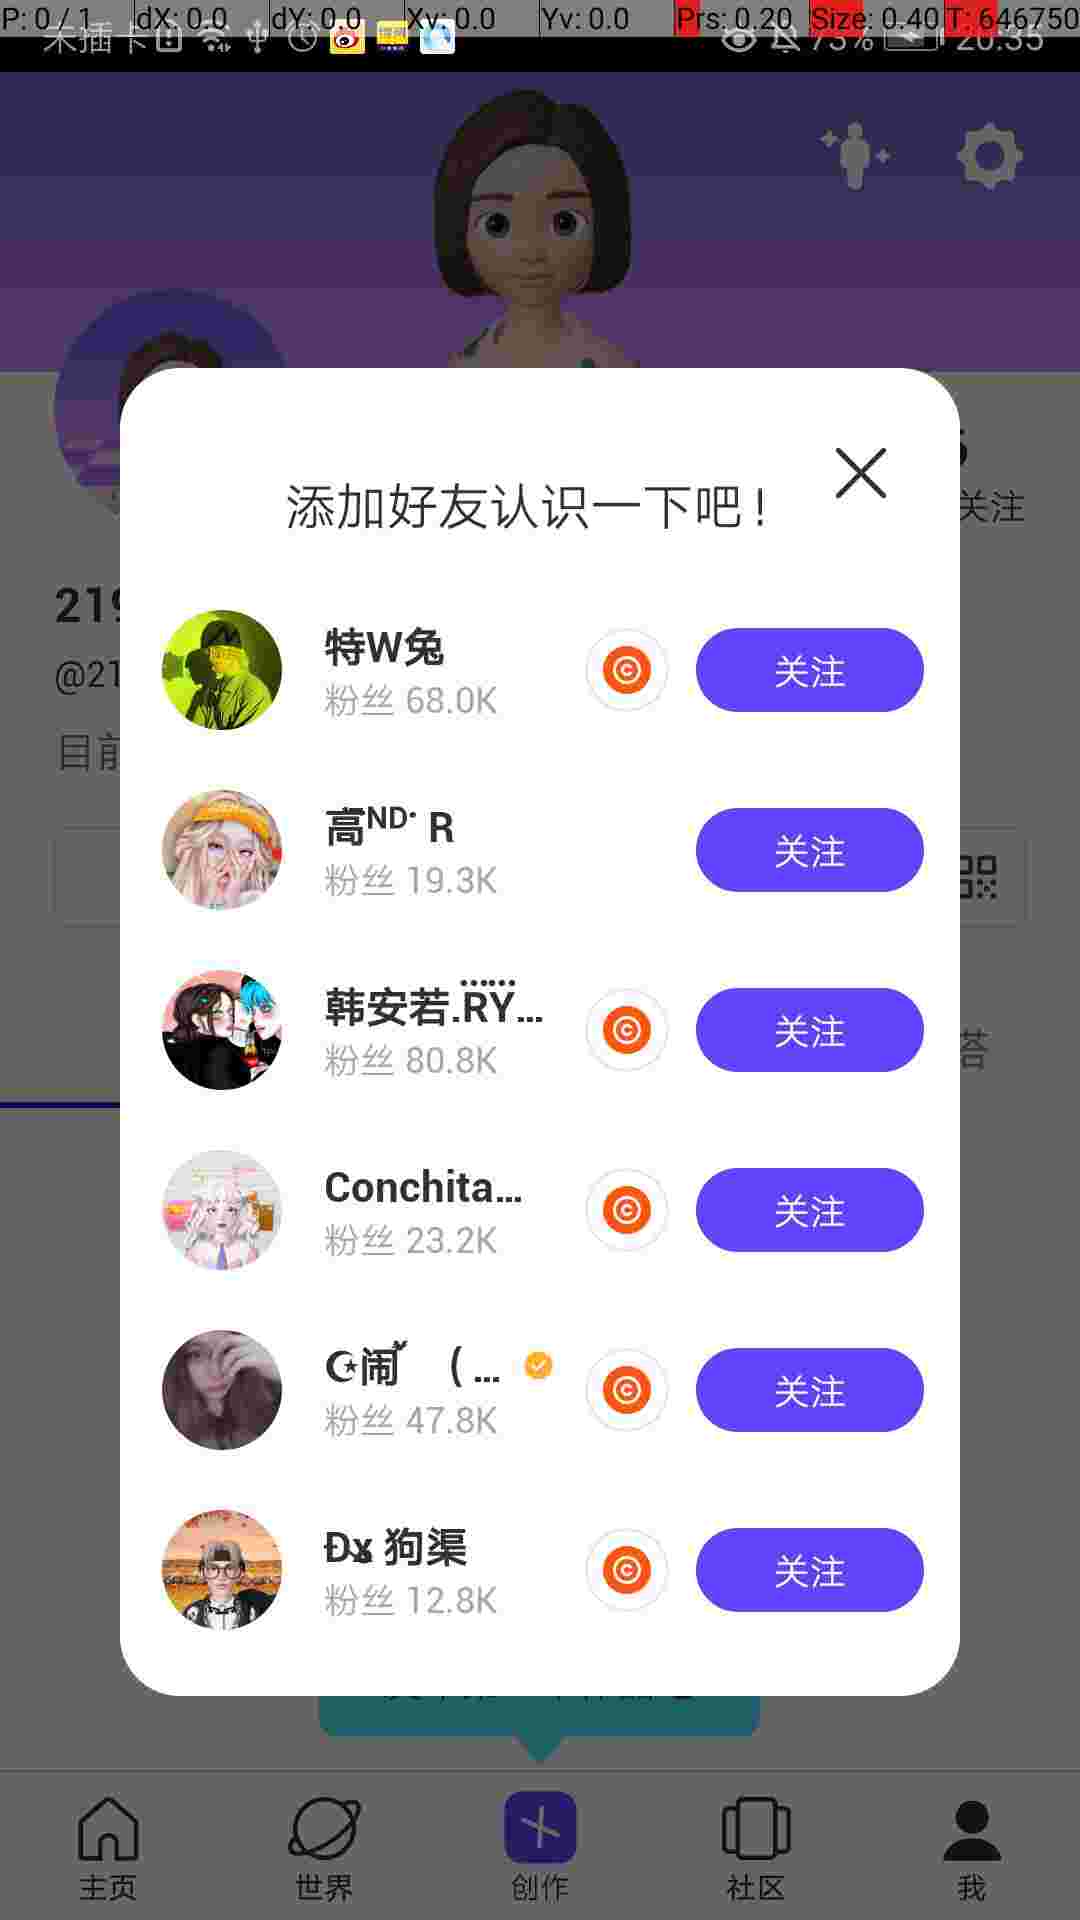 P: 0 / 1 dX: 0.0 dY: 0.0 Xv: 0.0 Yv: 0.0 Prs: 0.20 Size: 0.40 T: 646750
未插卡 73% 20:35
关注
添加好友认识一下吧!
219
@21
目前
特W兔
粉丝 68.0K
关注
高ᴺᴰ· R
粉丝 19.3K
关注
韩安若.RY...
粉丝 80.8K
关注
Conchita...
粉丝 23.2K
关注
☪闹 ( ...
粉丝 47.8K
关注
狗渠
粉丝 12.8K
关注
主页 世界 创作 社区 我